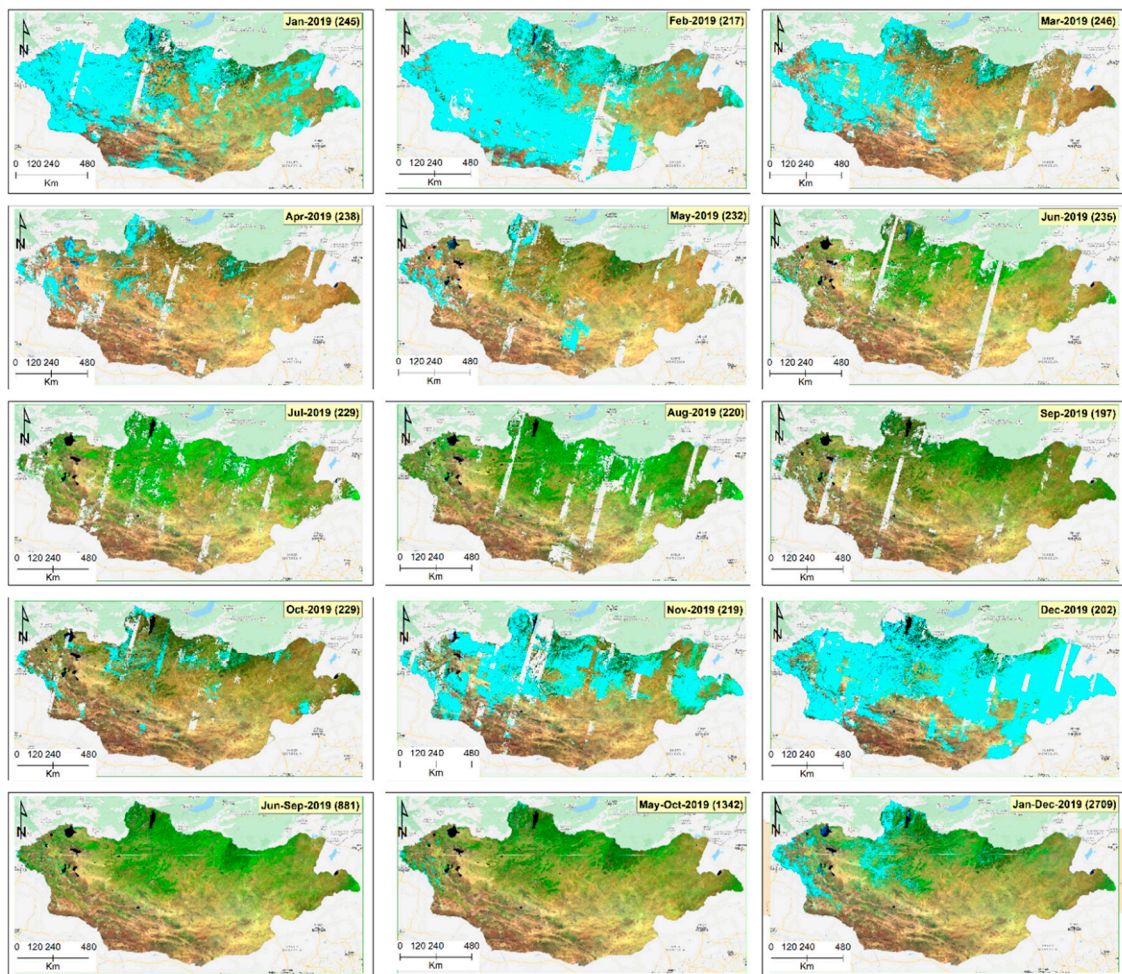 Jan-2019 (245)
N
0 120 240 480
Km
Feb-2019 (217)
N
0 120 240 480
Km
Mar-2019 (246)
N
0 120 240 480
Km
Apr-2019 (238)
N
0 120 240 480
Km
May-2019 (232)
N
0 120 240 480
Km
Jun-2019 (235)
N
0 120 240 480
Km
Jul-2019 (229)
N
0 120 240 480
Km
Aug-2019 (220)
N
0 120 240 480
Km
Sep-2019 (197)
N
0 120 240 480
Km
Oct-2019 (229)
N
0 120 240 480
Km
Nov-2019 (219)
N
0 120 240 480
Km
Dec-2019 (202)
N
0 120 240 480
Km
Jun-Sep-2019 (881)
N
0 120 240 480
Km
May-Oct-2019 (1342)
N
0 120 240 480
Km
Jan-Dec-2019 (2709)
N
0 120 240 480
Km